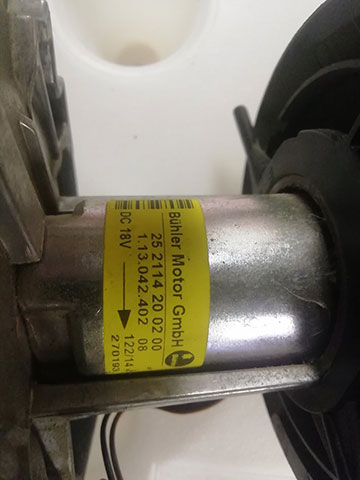 Bühler Motor GmbH
25 2114 20 02 00
1.13.042.402 08
DC 18V 122/14
270193